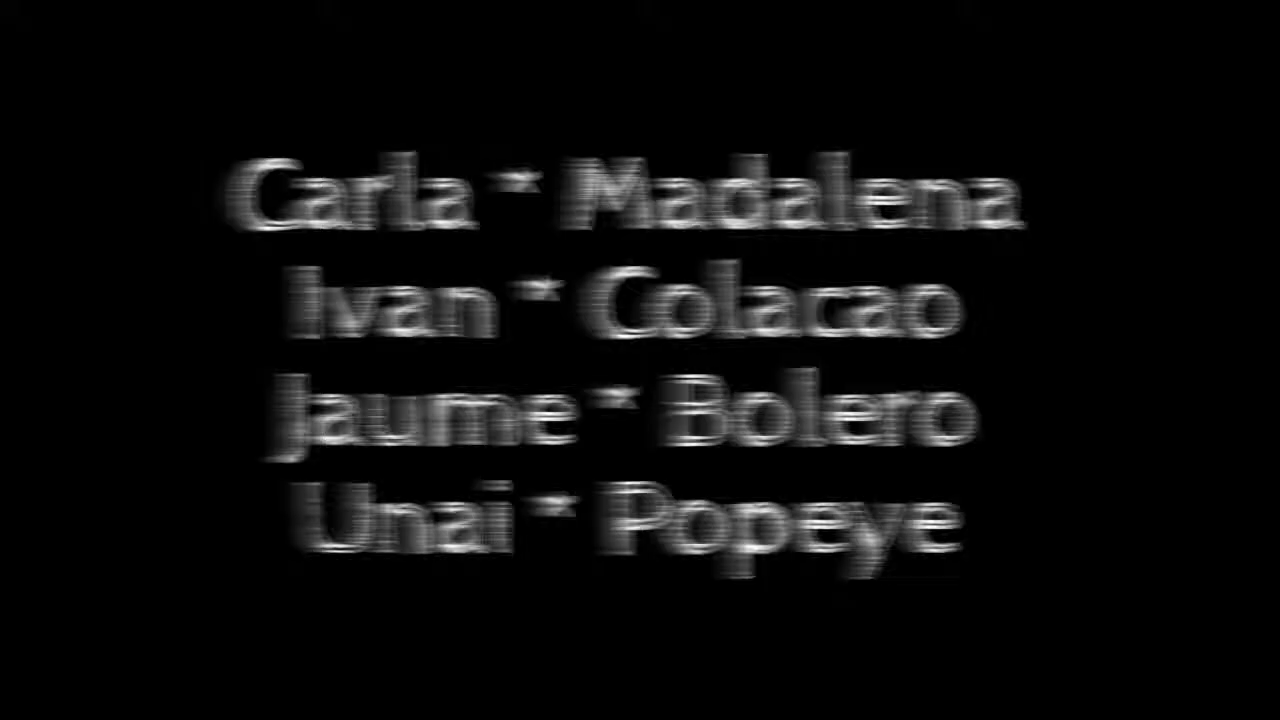 Carla * Madalena
Ivan * Colacao
Jaume * Bolero
Unai * Popeye